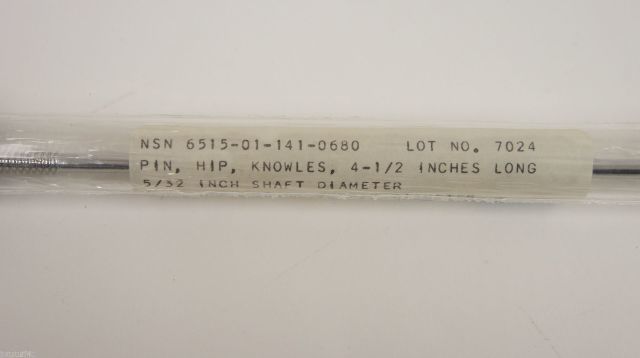 NSN 6515-01-141-0680 LOT NO. 7024
PIN, HIP, KNOWLES, 4-1/2 INCHES LONG
5/32 INCH SHAFT DIAMETER